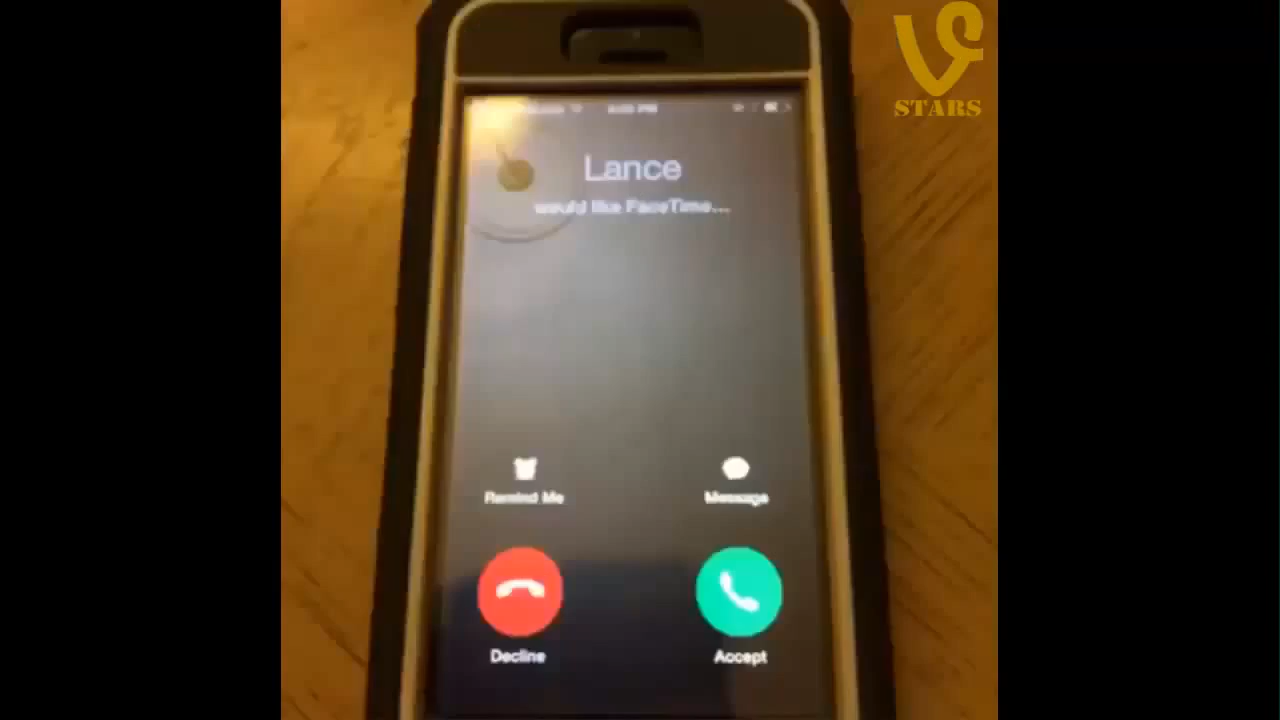 STARS
Lance
would like FaceTime...
Remind Me
Message
Decline
Accept